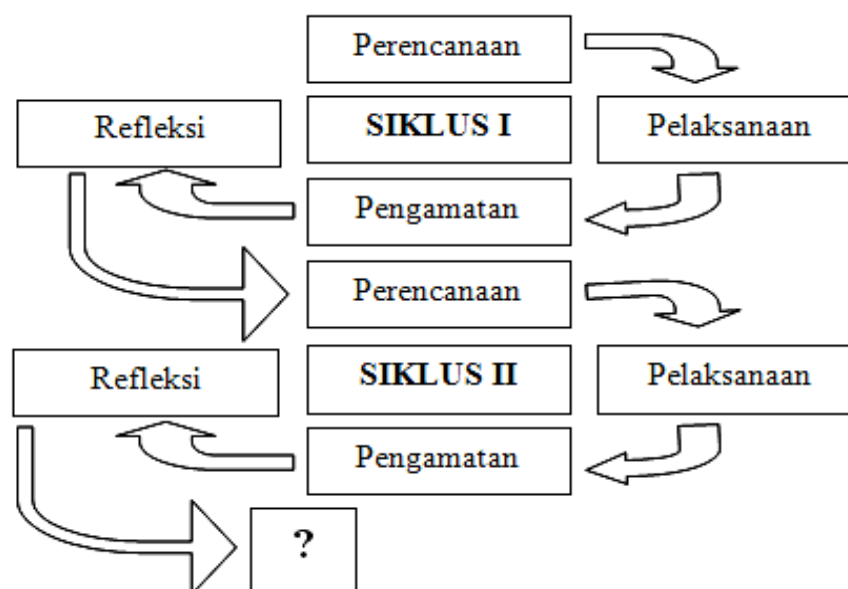 Perencanaan
Refleksi
SIKLUS I
Pelaksanaan
Pengamatan
Perencanaan
Refleksi
SIKLUS II
Pelaksanaan
Pengamatan
?